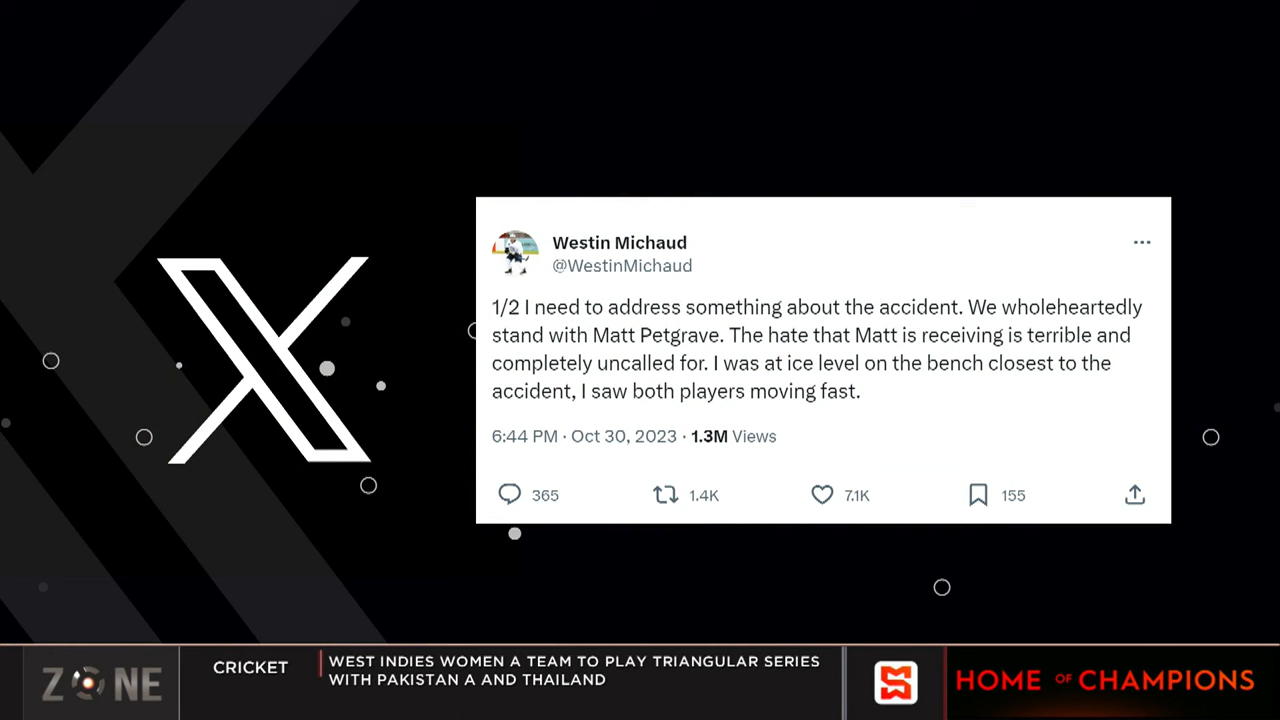 Westin Michaud
@WestinMichaud
1/2 I need to address something about the accident. We wholeheartedly
stand with Matt Petgrave. The hate that Matt is receiving is terrible and
completely uncalled for. I was at ice level on the bench closest to the
accident, I saw both players moving fast.
6:44 PM · Oct 30, 2023 · 1.3M Views
365 1.4K 7.1K 155
ZONE
CRICKET
WEST INDIES WOMEN A TEAM TO PLAY TRIANGULAR SERIES
WITH PAKISTAN A AND THAILAND
HOME OF CHAMPIONS